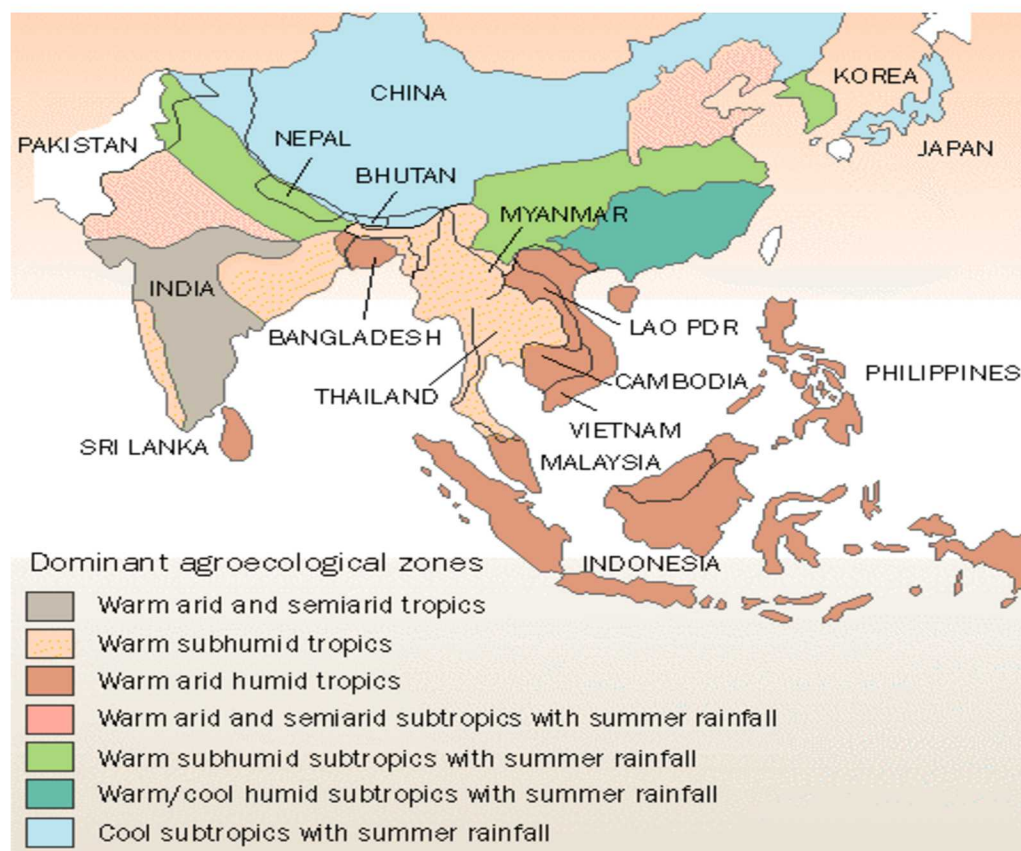 KOREA
CHINA
PAKISTAN
NEPAL
JAPAN
BHUTAN
MYANMAR
INDIA
LAO PDR
BANGLADESH
PHILIPPINES
CAMBODIA
THAILAND
VIETNAM
SRI LANKA
MALAYSIA
INDONESIA
Dominant agroecological zones
Warm arid and semiarid tropics
Warm subhumid tropics
Warm arid humid tropics
Warm arid and semiarid subtropics with summer rainfall
Warm subhumid subtropics with summer rainfall
Warm/cool humid subtropics with summer rainfall
Cool subtropics with summer rainfall